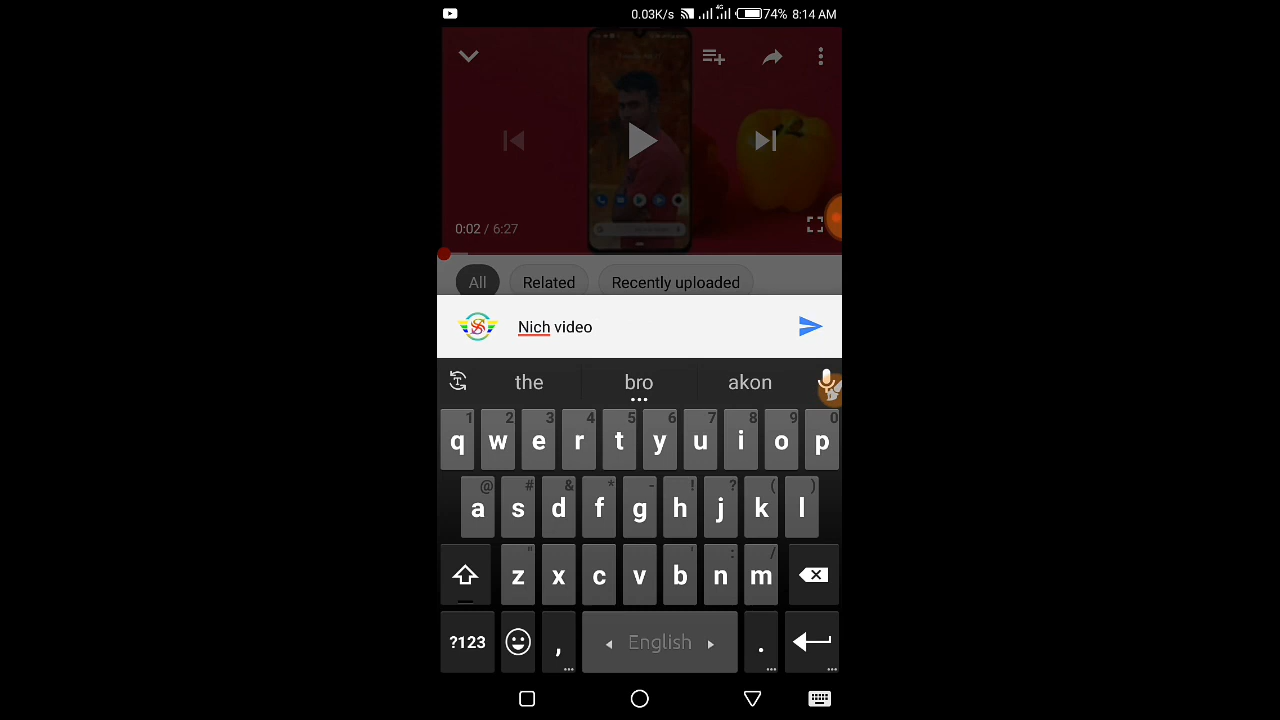 0.03K/s 4G 74% 8:14 AM
0:02 / 6:27
All Related Recently uploaded
Nich video
the bro akon
1 2 3 4 5 6 7 8 9 0
q w e r t y u i o p
@ # & * - ! ? ( )
a s d f g h j k l
" ' : /
z x c v b n m
?123 , English .